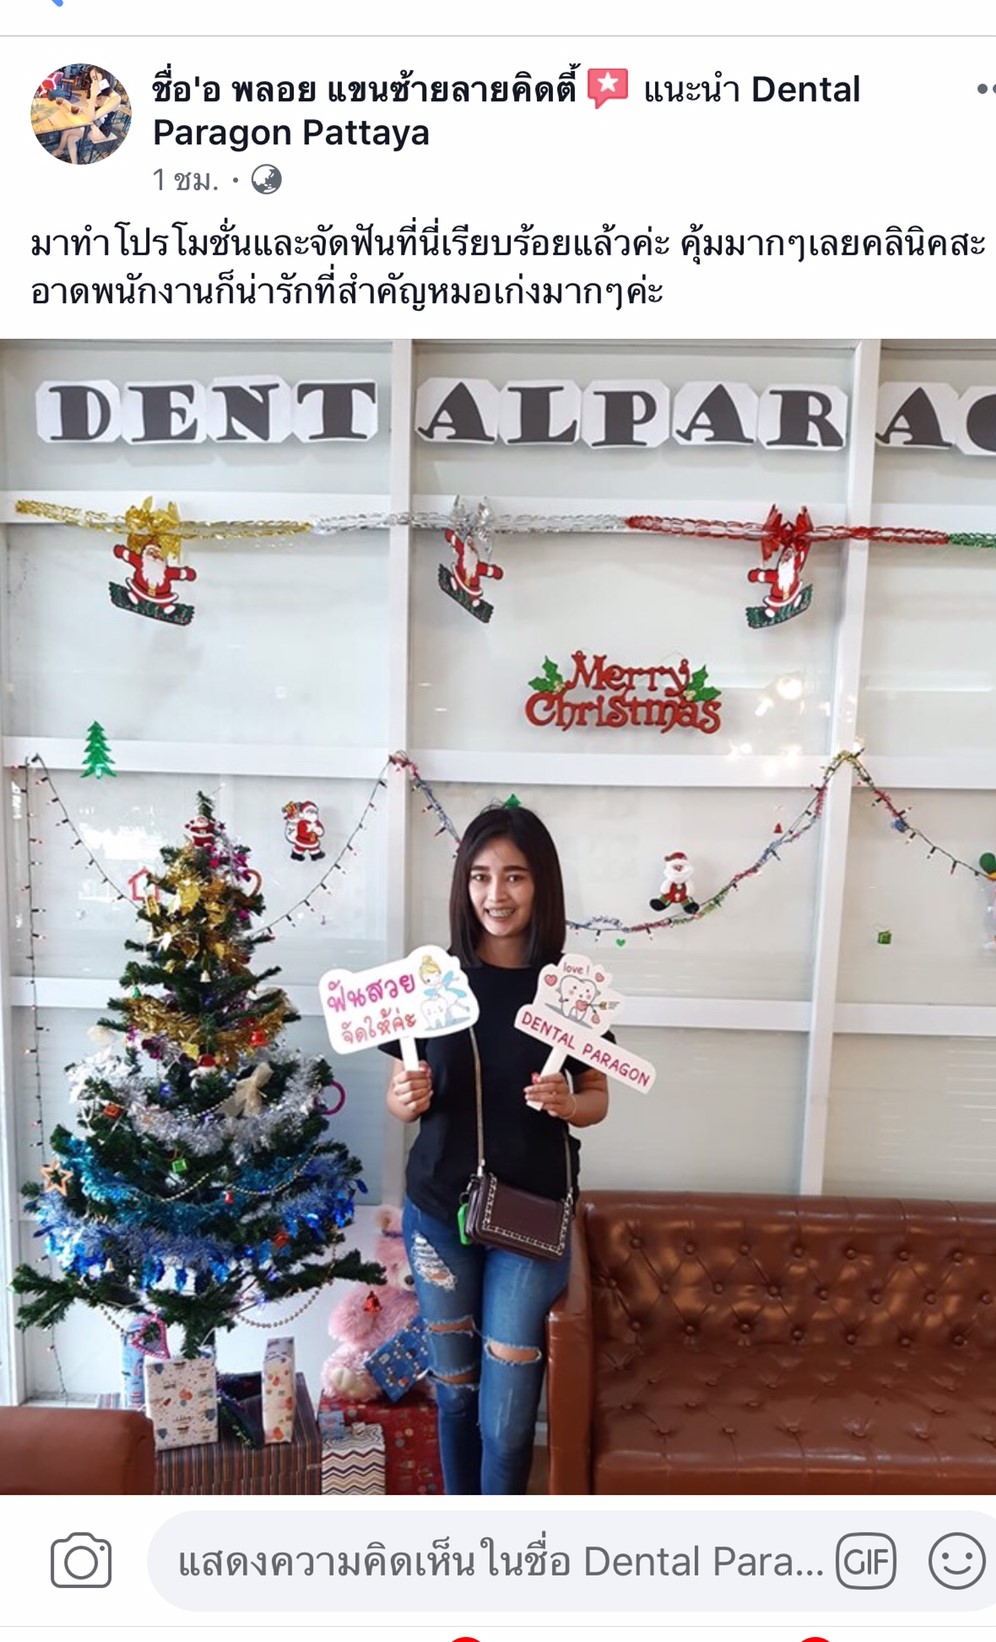 ชื่อ'อ พลอย แขนซ้ายลายคิดตี้ แนะนำ Dental
Paragon Pattaya
1 ชม.
มาทำโปรโมชั่นและจัดฟันที่นี่เรียบร้อยแล้วค่ะ คุ้มมากๆเลยคลินิคสะ
อาดพนักงานก็น่ารักที่สำคัญหมอเก่งมากๆค่ะ
DENTALPARAG
Merry
Christmas
ฟันสวย
จัดให้ค่ะ
love!
DENTAL PARAGON
แสดงความคิดเห็นในชื่อ Dental Para...
GIF